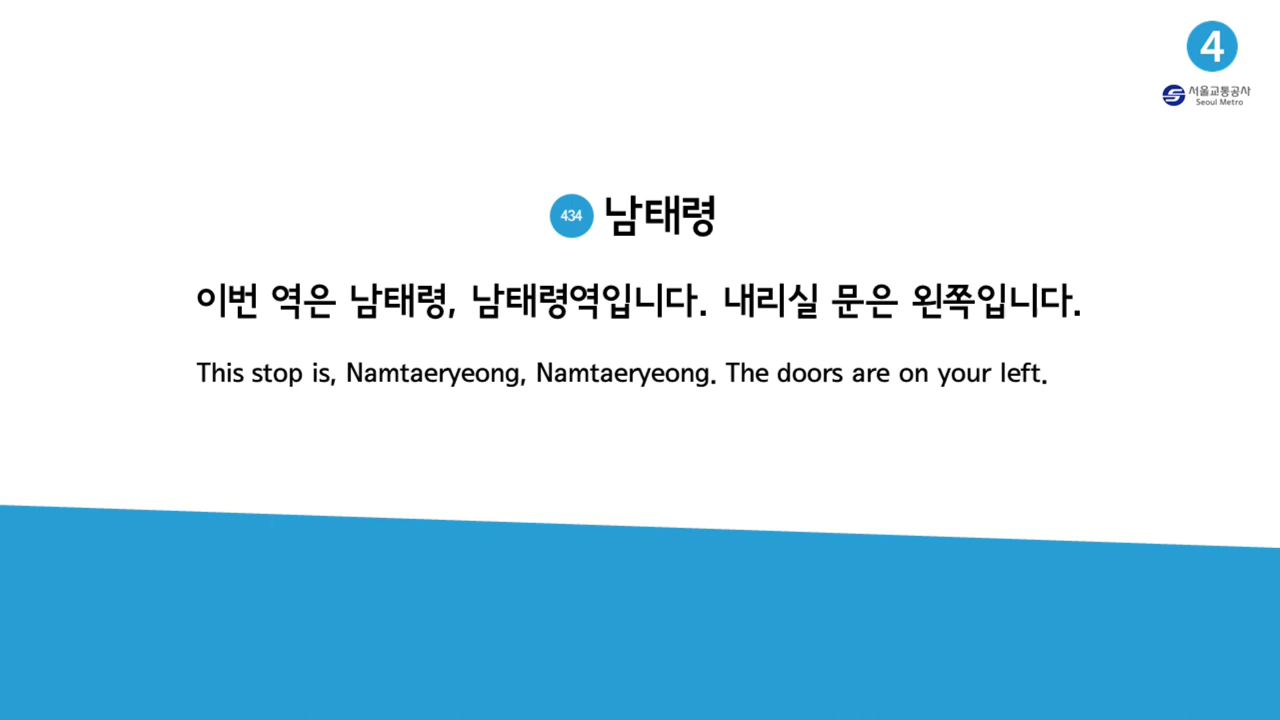 4
서울교통공사
Seoul Metro
434 남태령
이번 역은 남태령, 남태령역입니다. 내리실 문은 왼쪽입니다.
This stop is, Namtaeryeong, Namtaeryeong. The doors are on your left.